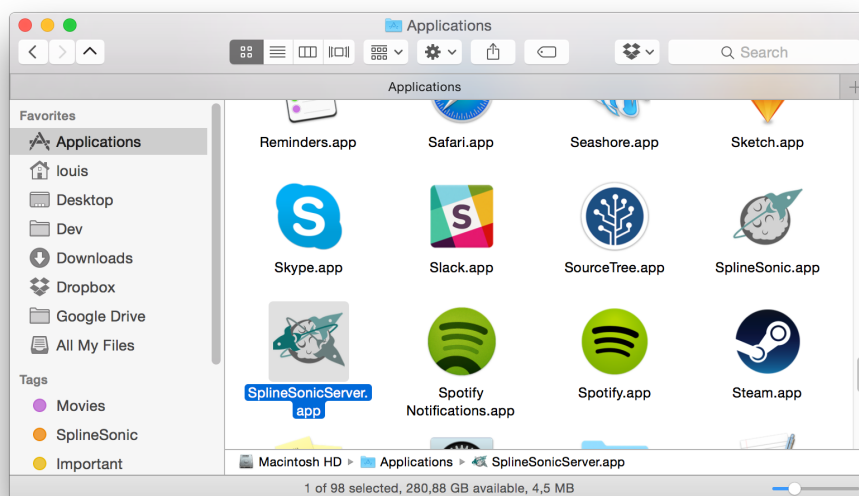 Applications
Search
Applications
Favorites
Applications
louis
Desktop
Dev
Downloads
Dropbox
Google Drive
All My Files
Tags
Movies
SplineSonic
Important
Reminders.app
Safari.app
Seashore.app
Sketch.app
Skype.app
Slack.app
SourceTree.app
SplineSonic.app
SplineSonicServer.
app
Spotify
Notifications.app
Spotify.app
Steam.app
Macintosh HD ▸ Applications ▸ SplineSonicServer.app
1 of 98 selected, 280,88 GB available, 4,5 MB